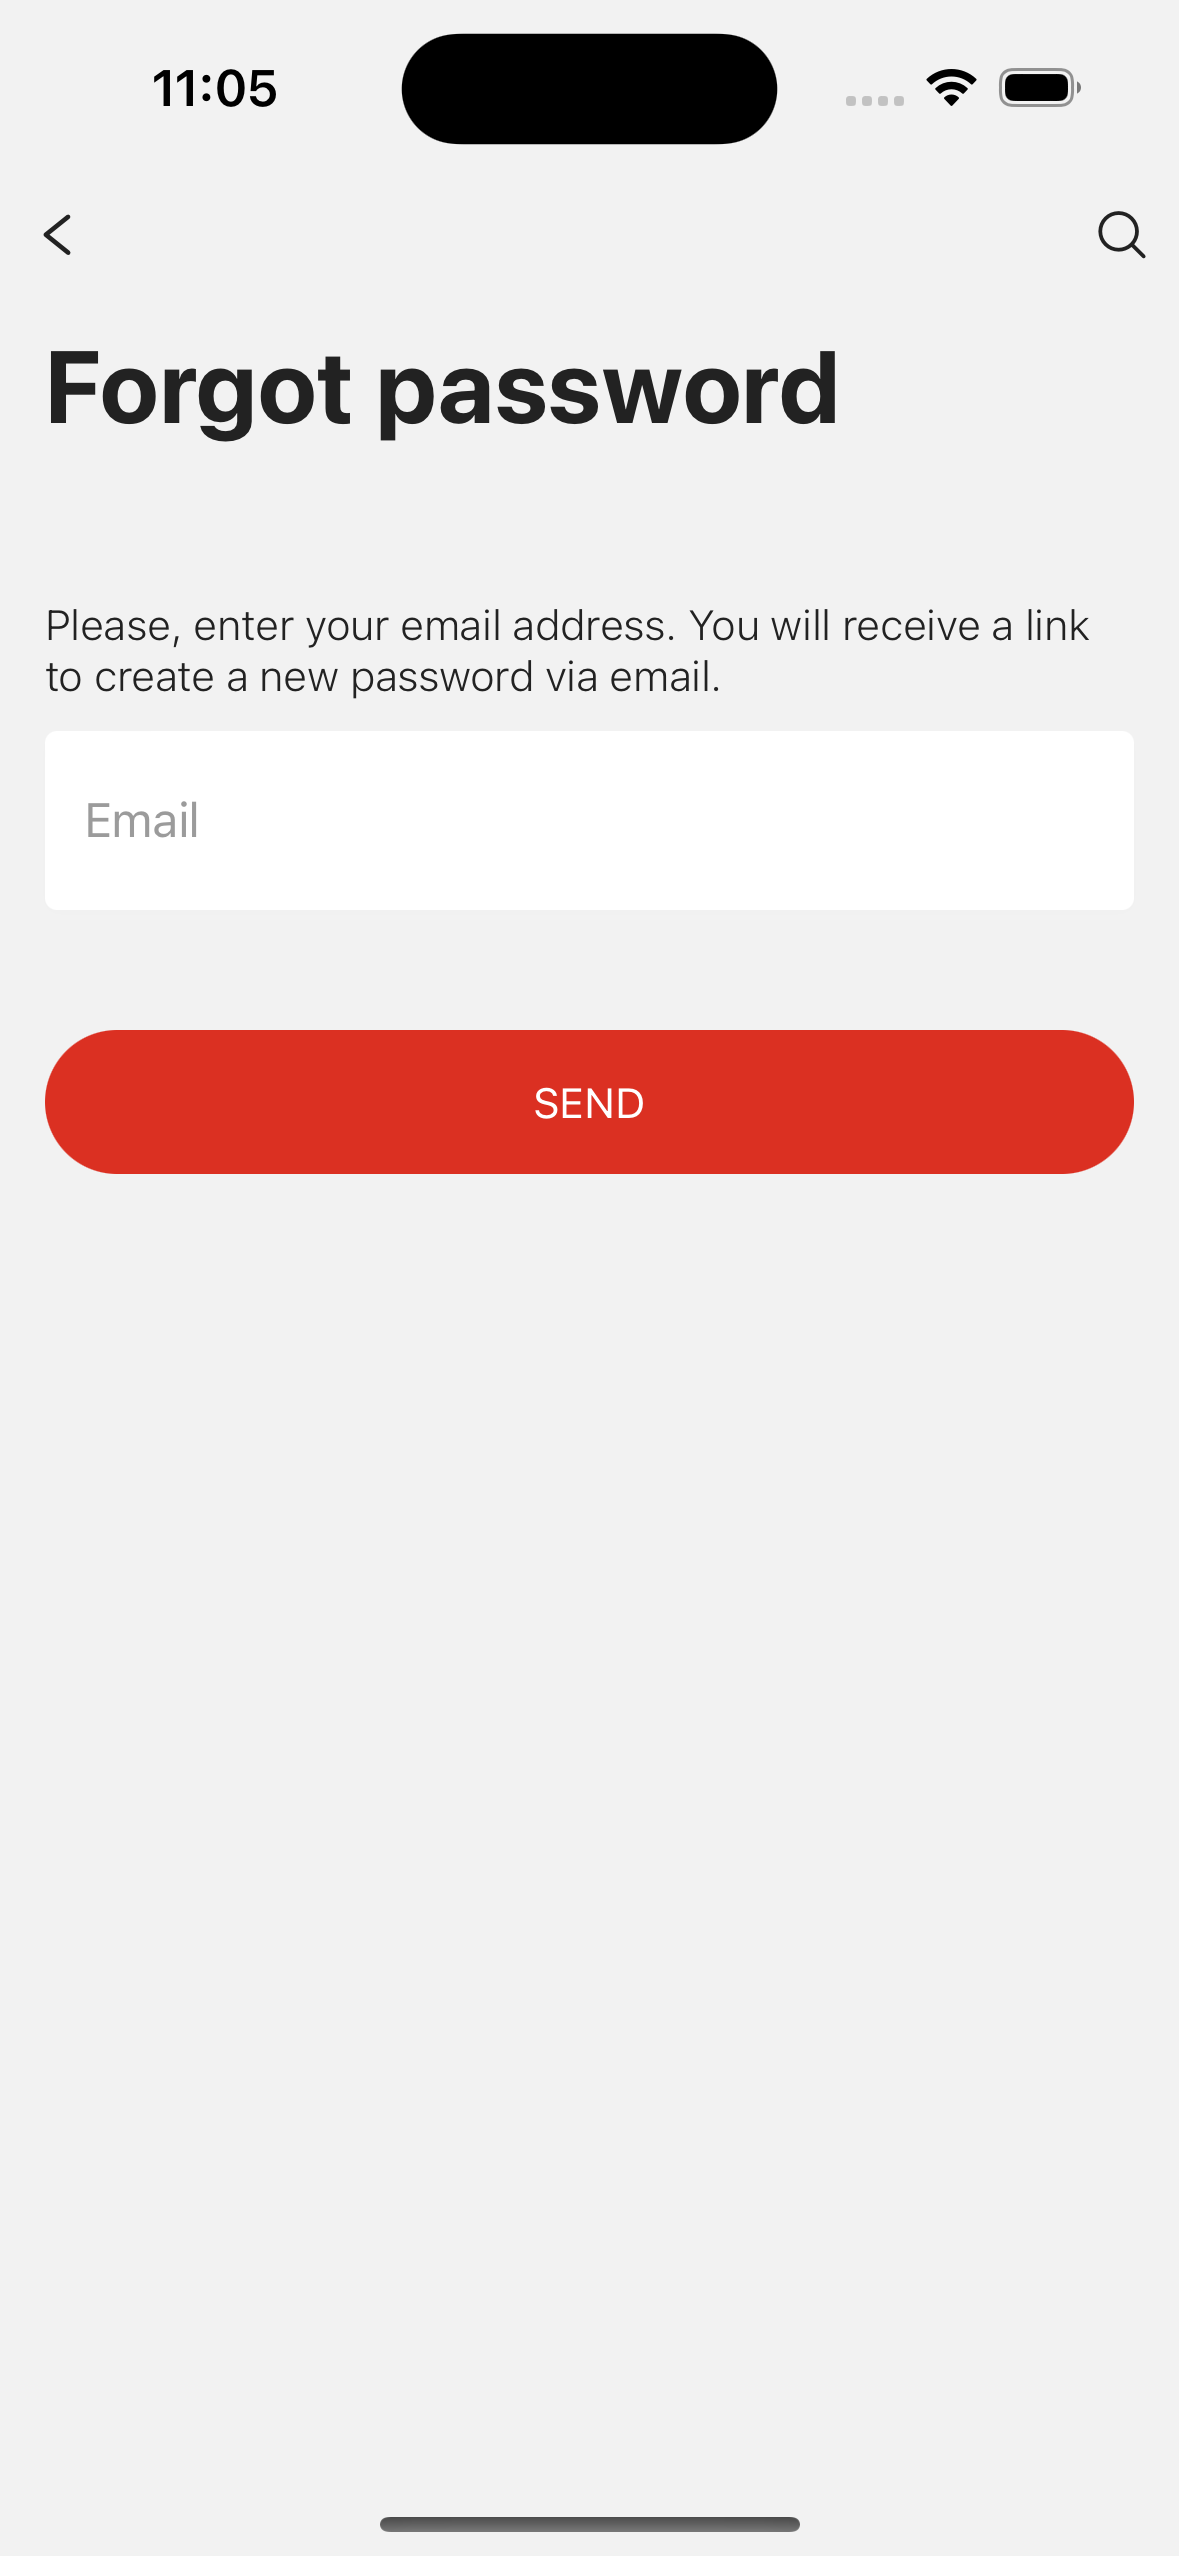 11:05
Forgot password
Please, enter your email address. You will receive a link
to create a new password via email.
Email
SEND